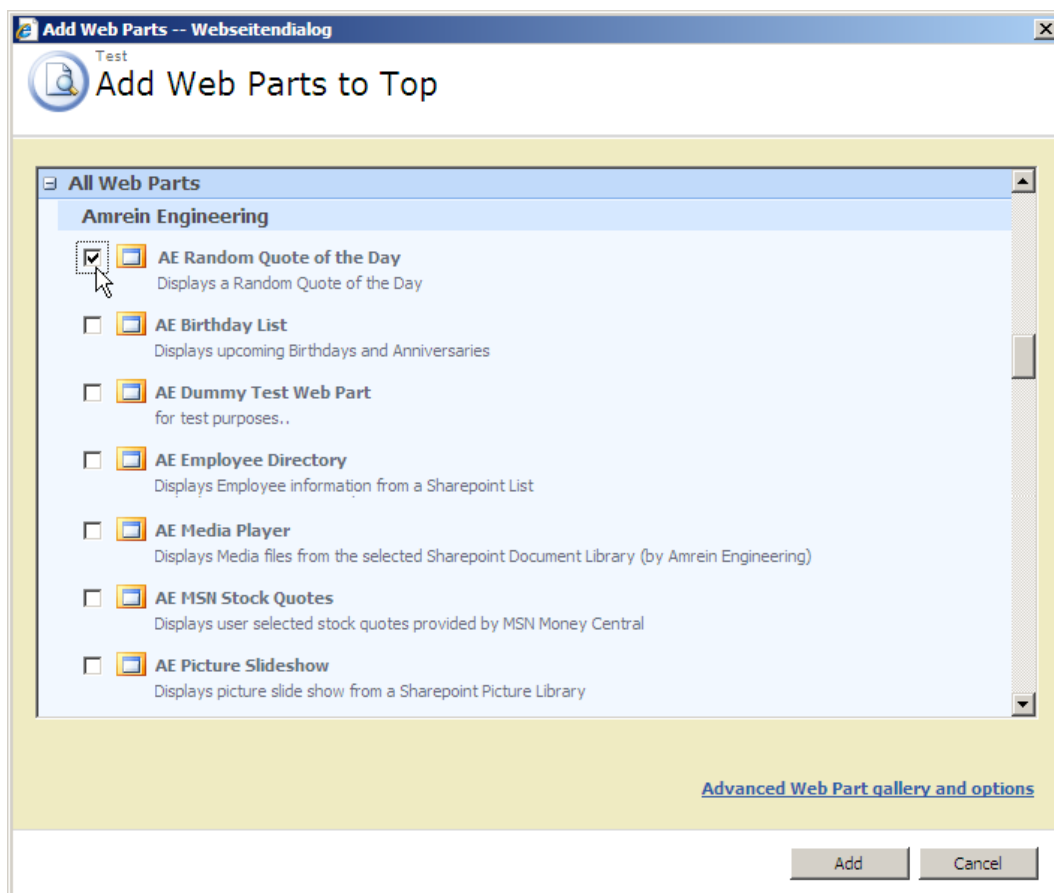 Add Web Parts -- Webseitendialog
Test
Add Web Parts to Top
All Web Parts
Amrein Engineering
AE Random Quote of the Day
Displays a Random Quote of the Day
AE Birthday List
Displays upcoming Birthdays and Anniversaries
AE Dummy Test Web Part
for test purposes..
AE Employee Directory
Displays Employee information from a Sharepoint List
AE Media Player
Displays Media files from the selected Sharepoint Document Library (by Amrein Engineering)
AE MSN Stock Quotes
Displays user selected stock quotes provided by MSN Money Central
AE Picture Slideshow
Displays picture slide show from a Sharepoint Picture Library
Advanced Web Part gallery and options
Add
Cancel